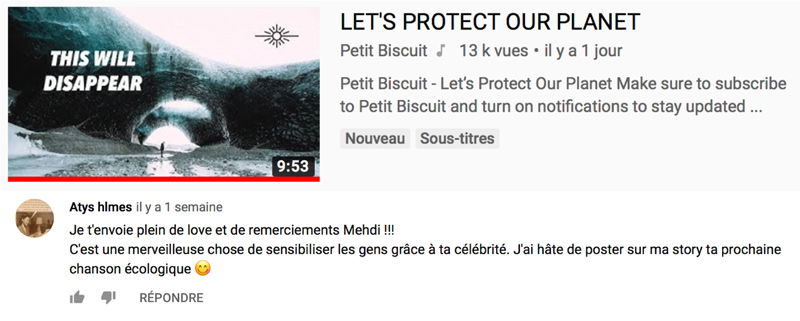 LET'S PROTECT OUR PLANET
THIS WILL
DISAPPEAR
9:53
Petit Biscuit 13 k vues • il y a 1 jour
Petit Biscuit - Let's Protect Our Planet Make sure to subscribe
to Petit Biscuit and turn on notifications to stay updated ...
Nouveau Sous-titres
Atys hlmes il y a 1 semaine
Je t'envoie plein de love et de remerciements Mehdi !!!
C'est une merveilleuse chose de sensibiliser les gens grâce à ta célébrité. J'ai hâte de poster sur ma story ta prochaine
chanson écologique 😋
RÉPONDRE